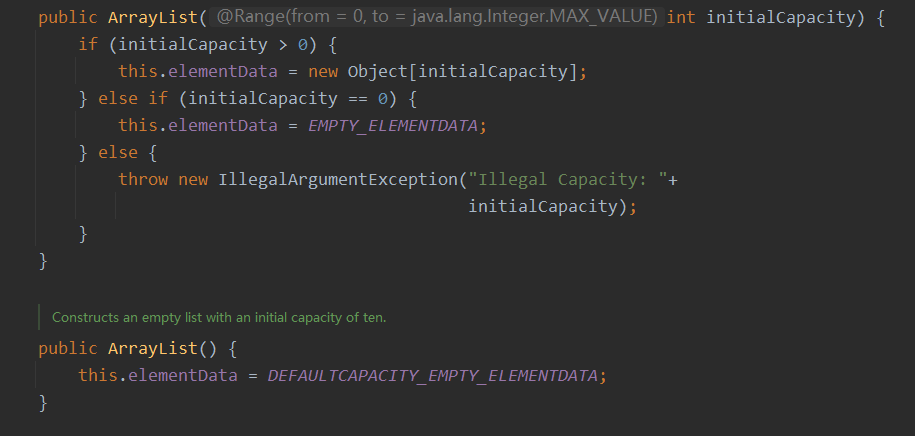 public ArrayList( @Range(from = 0, to = java.lang.Integer.MAX_VALUE) int initialCapacity) {
    if (initialCapacity > 0) {
        this.elementData = new Object[initialCapacity];
    } else if (initialCapacity == 0) {
        this.elementData = EMPTY_ELEMENTDATA;
    } else {
        throw new IllegalArgumentException("Illegal Capacity: "+
                                           initialCapacity);
    }
}
Constructs an empty list with an initial capacity of ten.
public ArrayList() {
    this.elementData = DEFAULTCAPACITY_EMPTY_ELEMENTDATA;
}